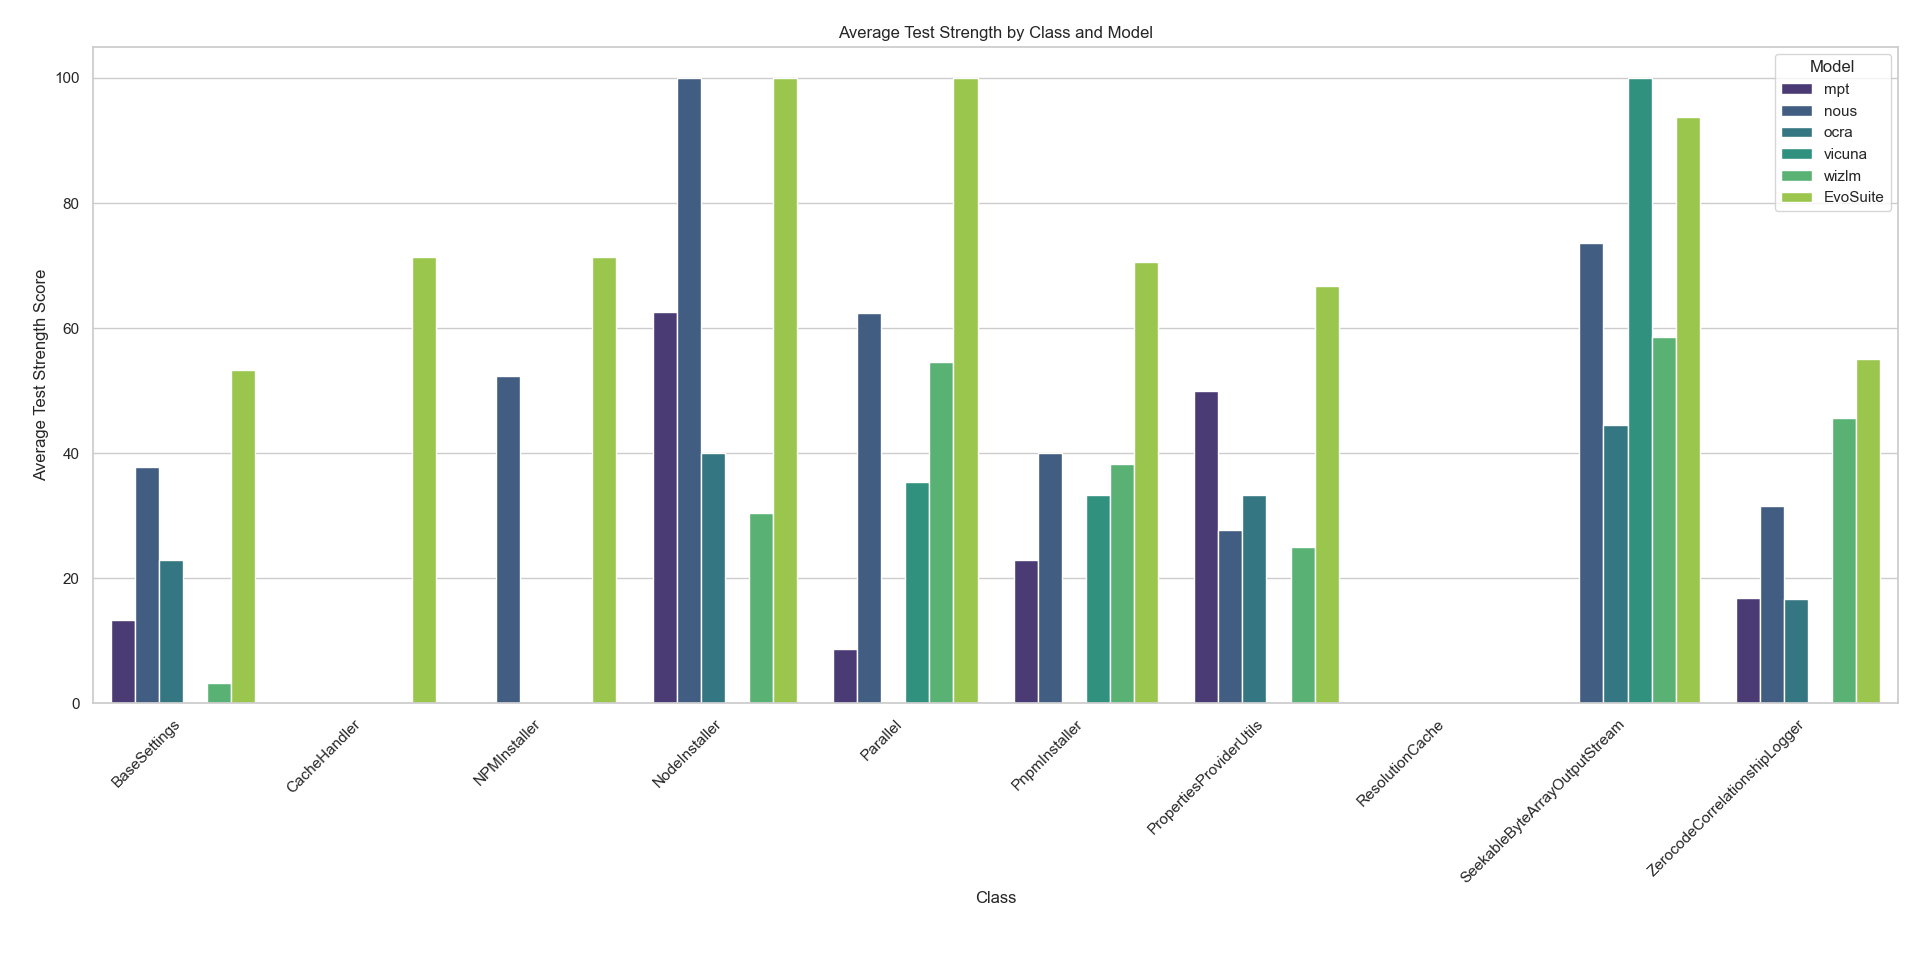 Average Test Strength by Class and Model
Average Test Strength Score
100
80
60
40
20
0
Model
mpt
nous
ocra
vicuna
wizlm
EvoSuite
BaseSettings
CacheHandler
NPMInstaller
NodeInstaller
Parallel
PnpmInstaller
PropertiesProviderUtils
ResolutionCache
SeekableByteArrayOutputStream
ZerocodeCorrelationshipLogger
Class